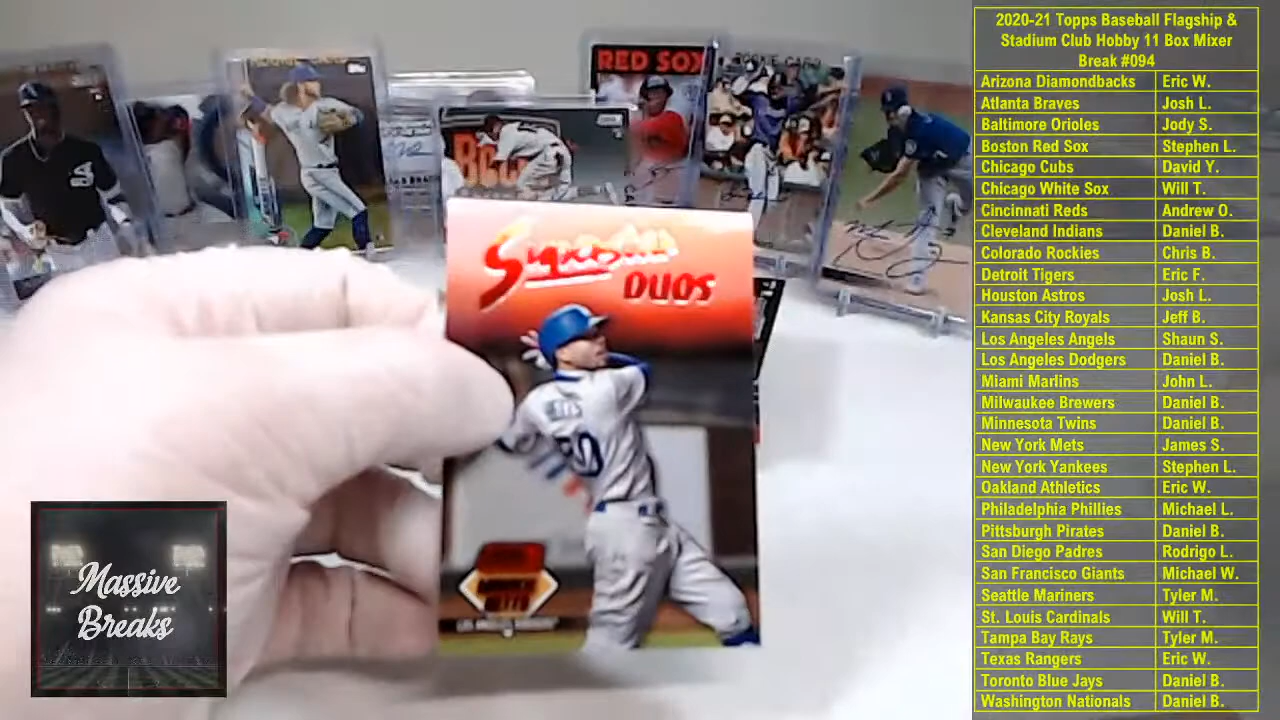 RED SOX
ROOKIE CARD
Superstar
DUOS
50
Massive
Breaks
2020-21 Topps Baseball Flagship &
Stadium Club Hobby 11 Box Mixer
Break #094
Arizona Diamondbacks Eric W.
Atlanta Braves Josh L.
Baltimore Orioles Jody S.
Boston Red Sox Stephen L.
Chicago Cubs David Y.
Chicago White Sox Will T.
Cincinnati Reds Andrew O.
Cleveland Indians Daniel B.
Colorado Rockies Chris B.
Detroit Tigers Eric F.
Houston Astros Josh L.
Kansas City Royals Jeff B.
Los Angeles Angels Shaun S.
Los Angeles Dodgers Daniel B.
Miami Marlins John L.
Milwaukee Brewers Daniel B.
Minnesota Twins Daniel B.
New York Mets James S.
New York Yankees Stephen L.
Oakland Athletics Eric W.
Philadelphia Phillies Michael L.
Pittsburgh Pirates Daniel B.
San Diego Padres Rodrigo L.
San Francisco Giants Michael W.
Seattle Mariners Tyler M.
St. Louis Cardinals Will T.
Tampa Bay Rays Tyler M.
Texas Rangers Eric W.
Toronto Blue Jays Daniel B.
Washington Nationals Daniel B.